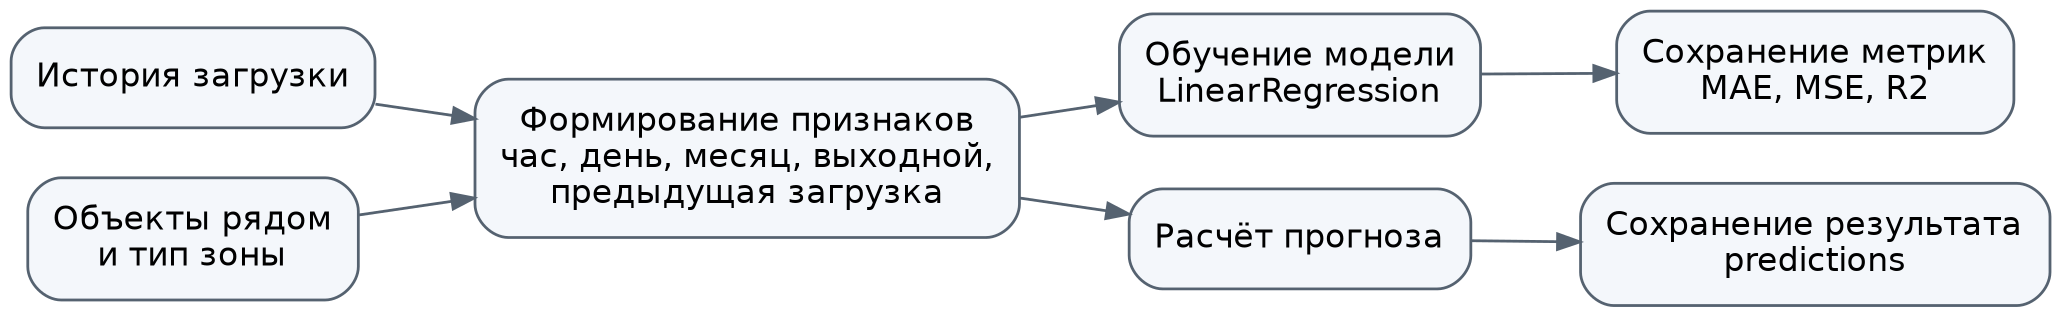 История загрузки
Объекты рядом
и тип зоны
Формирование признаков
час, день, месяц, выходной,
предыдущая загрузка
Обучение модели
LinearRegression
Сохранение метрик
MAE, MSE, R2
Расчёт прогноза
Сохранение результата
predictions